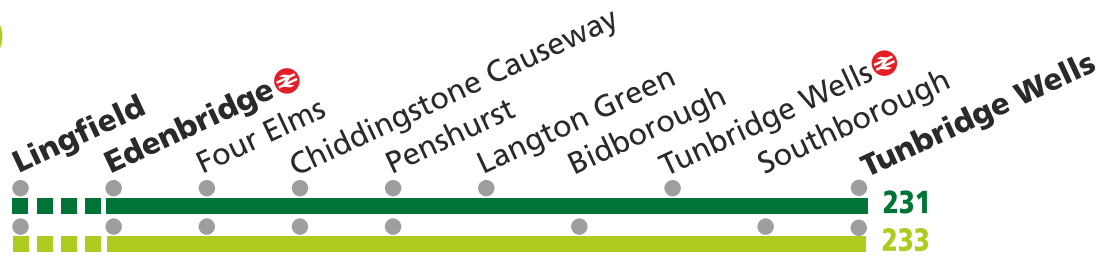 Lingfield
Edenbridge
Four Elms
Chiddingstone Causeway
Penshurst
Langton Green
Bidborough
Tunbridge Wells
Southborough
Tunbridge Wells
231
233